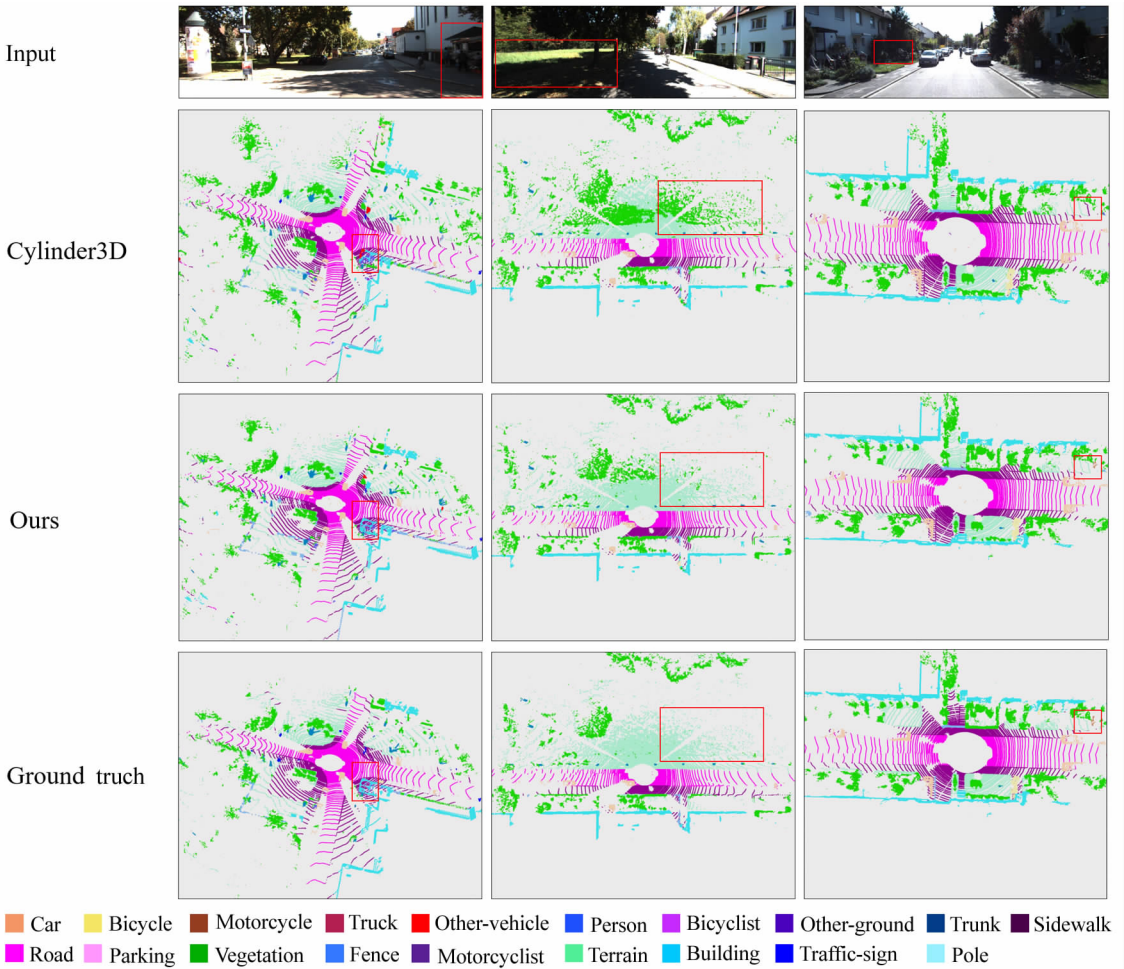 Input
Cylinder3D
Ours
Ground truch
Car Bicycle Motorcycle Truck Other-vehicle Person Bicyclist Other-ground Trunk Sidewalk
Road Parking Vegetation Fence Motorcyclist Terrain Building Traffic-sign Pole